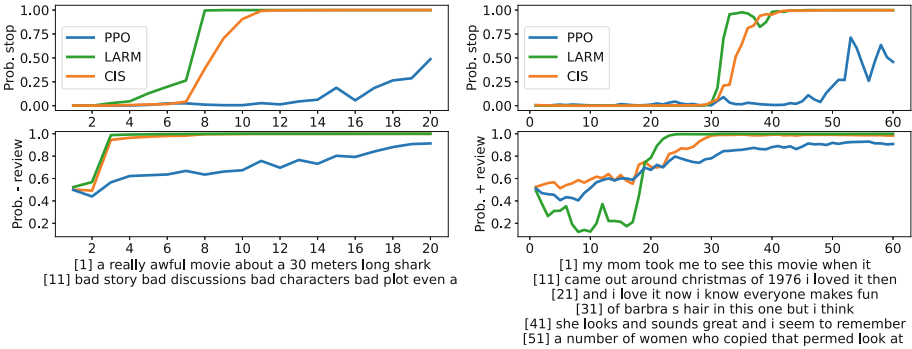 Prob. stop
1.00
0.75
0.50
0.25
0.00
PPO
LARM
CIS
2 4 6 8 10 12 14 16 18 20
Prob. - review
1.0
0.8
0.6
0.4
0.2
2 4 6 8 10 12 14 16 18 20
[1] a really awful movie about a 30 meters long shark
[11] bad story bad discussions bad characters bad plot even a
Prob. stop
1.00
0.75
0.50
0.25
0.00
PPO
LARM
CIS
0 10 20 30 40 50 60
Prob. + review
1.0
0.8
0.6
0.4
0.2
0 10 20 30 40 50 60
[1] my mom took me to see this movie when it
[11] came out around christmas of 1976 i loved it then
[21] and i love it now i know everyone makes fun
[31] of barbra s hair in this one but i think
[41] she looks and sounds great and i seem to remember
[51] a number of women who copied that permed look at